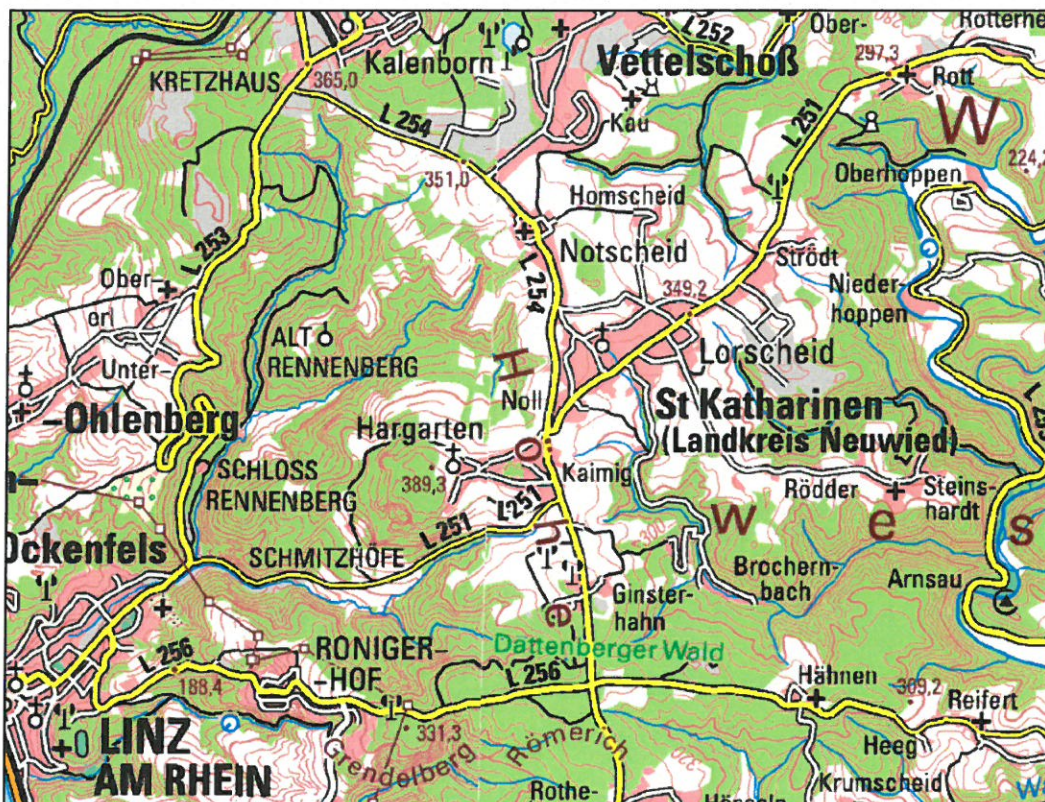 L 252
Ober-
Rotterhe
297,3
KRETZHAUS
365,0
Kalenborn
Vettelschoß
Rott
W
L 254
Kau
L 251
224,2
Oberhoppen
351,0
Homscheid
L 253
Notscheid
Strödt
Ober-
L 254
349,2
Nieder-
hoppen
orl
ALT
RENNENBERG
Unter-
H
Lorscheid
Noll
-Ohlenberg
Hargarten
St Katharinen
(Landkreis Neuwied)
o
SCHLOSS
RENNENBERG
389,3
Kaimig
L251
Rödder
Steins-
hardt
Ockenfels
SCHMITZHÖFE
L 251
h
300
w
e
s
Ginster-
hahn
Brochern-
bach
Arnsau
e
L 256
RONIGER-
-HOF
Dattenberger Wald
188,4
L 256
Hähnen
309,2
Reifert
LINZ
AM RHEIN
331,3
Grendelberg
Römerich
Heeg
Rothe-
Krumscheid